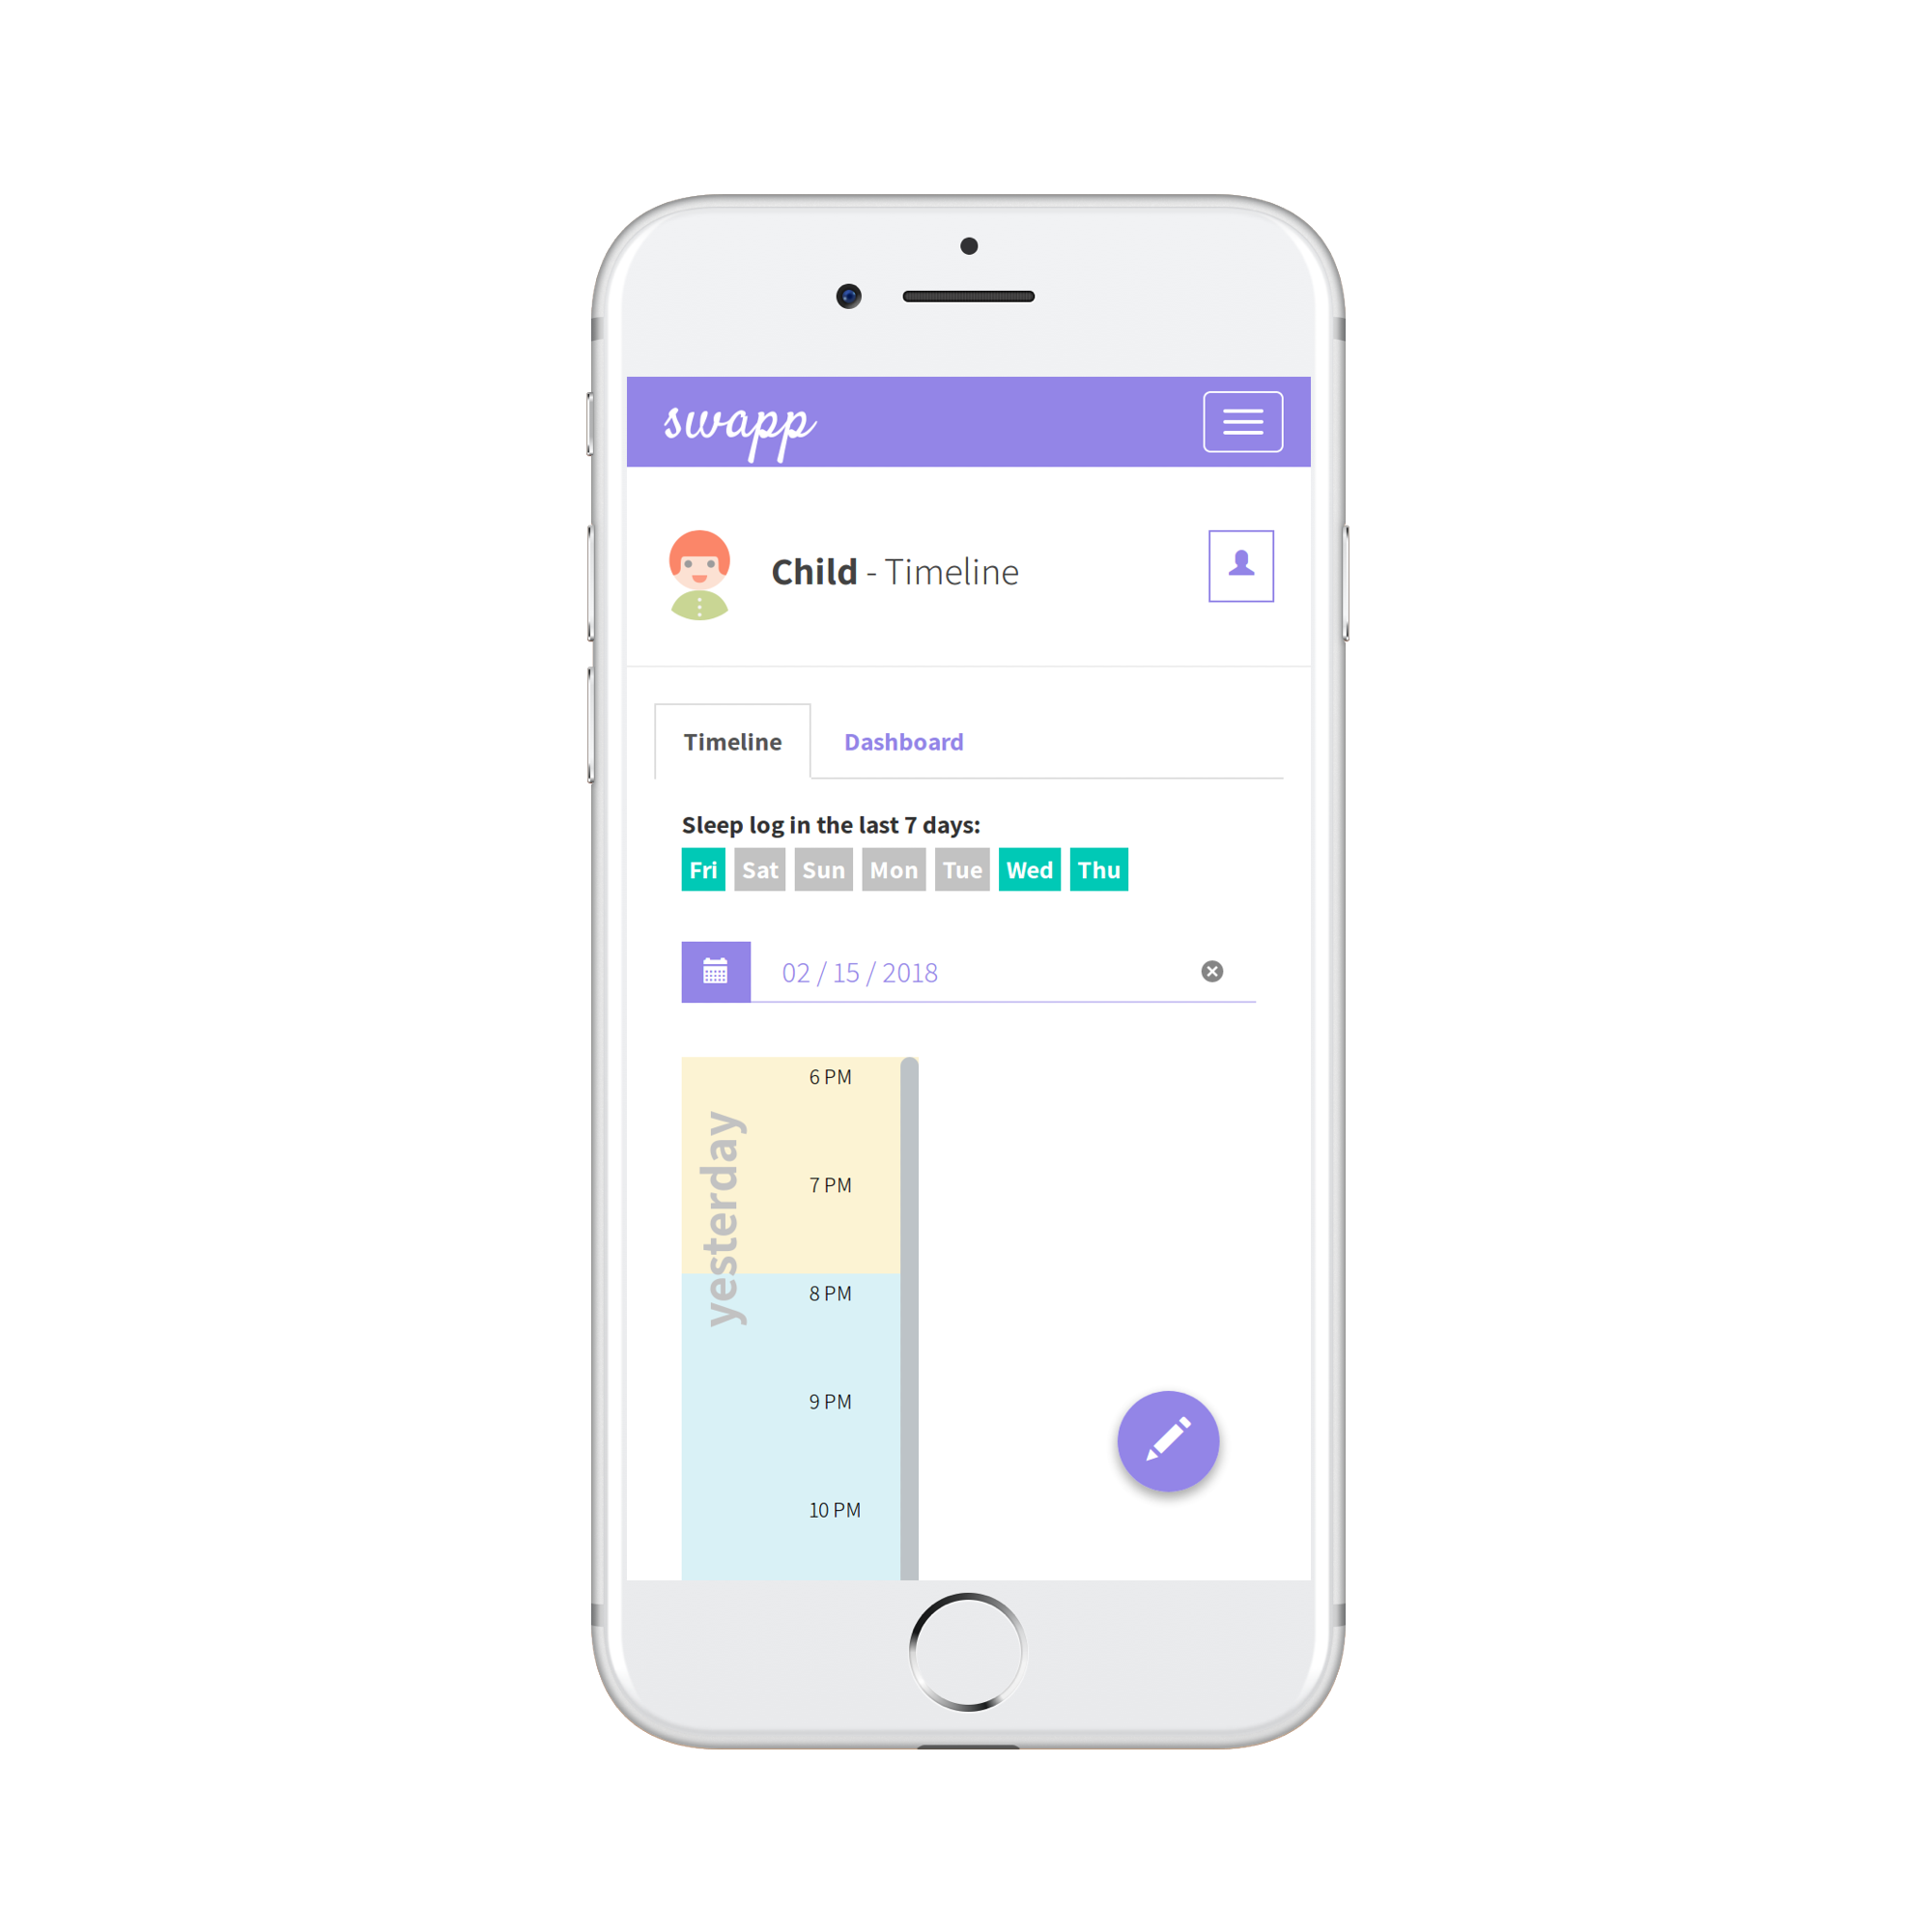 swapp
Child - Timeline
Timeline Dashboard
Sleep log in the last 7 days:
Fri Sat Sun Mon Tue Wed Thu
02 / 15 / 2018
yesterday
6 PM
7 PM
8 PM
9 PM
10 PM